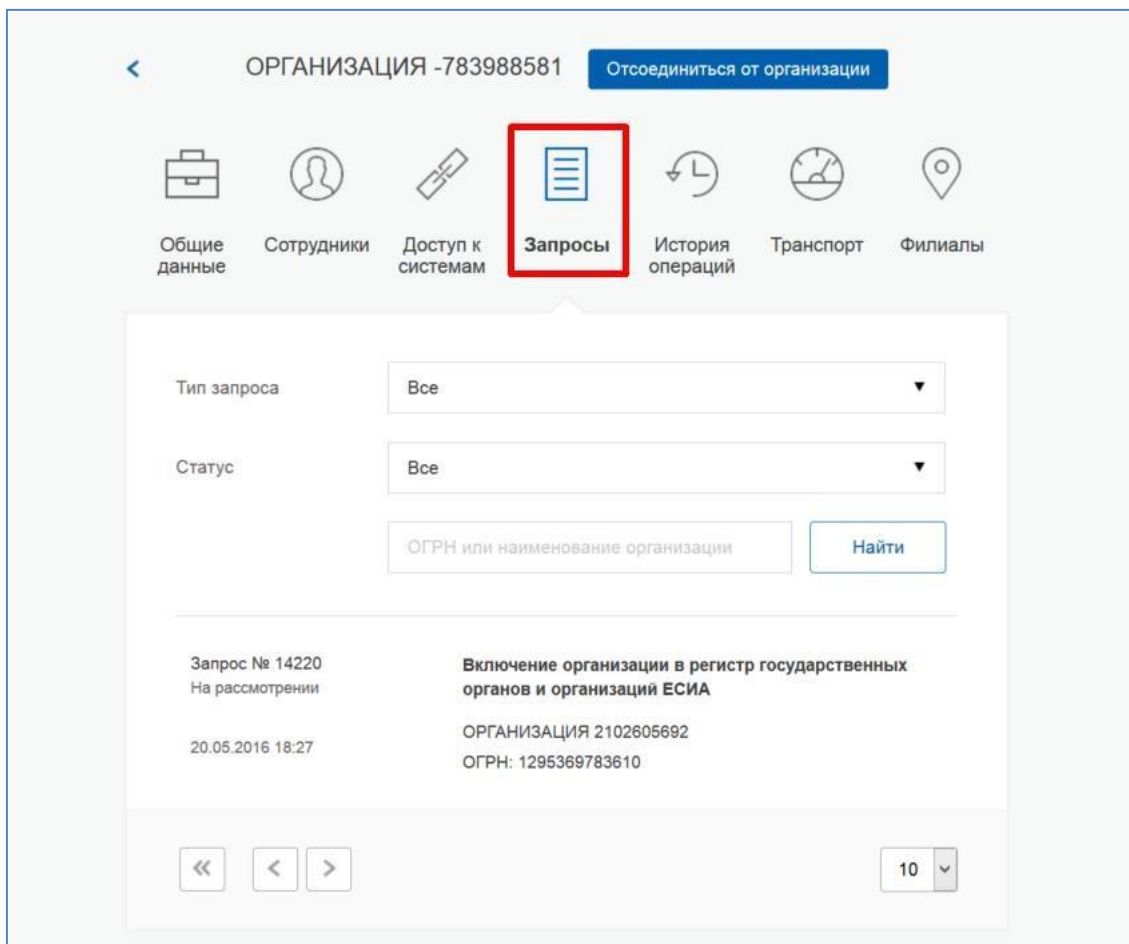 ОРГАНИЗАЦИЯ -783988581
Отсоединиться от организации
Общие данные
Сотрудники
Доступ к системам
Запросы
История операций
Транспорт
Филиалы
Тип запроса
Все
Статус
Все
ОГРН или наименование организации
Найти
Запрос № 14220
На рассмотрении
20.05.2016 18:27
Включение организации в регистр государственных
органов и организаций ЕСИА
ОРГАНИЗАЦИЯ 2102605692
ОГРН: 1295369783610
10